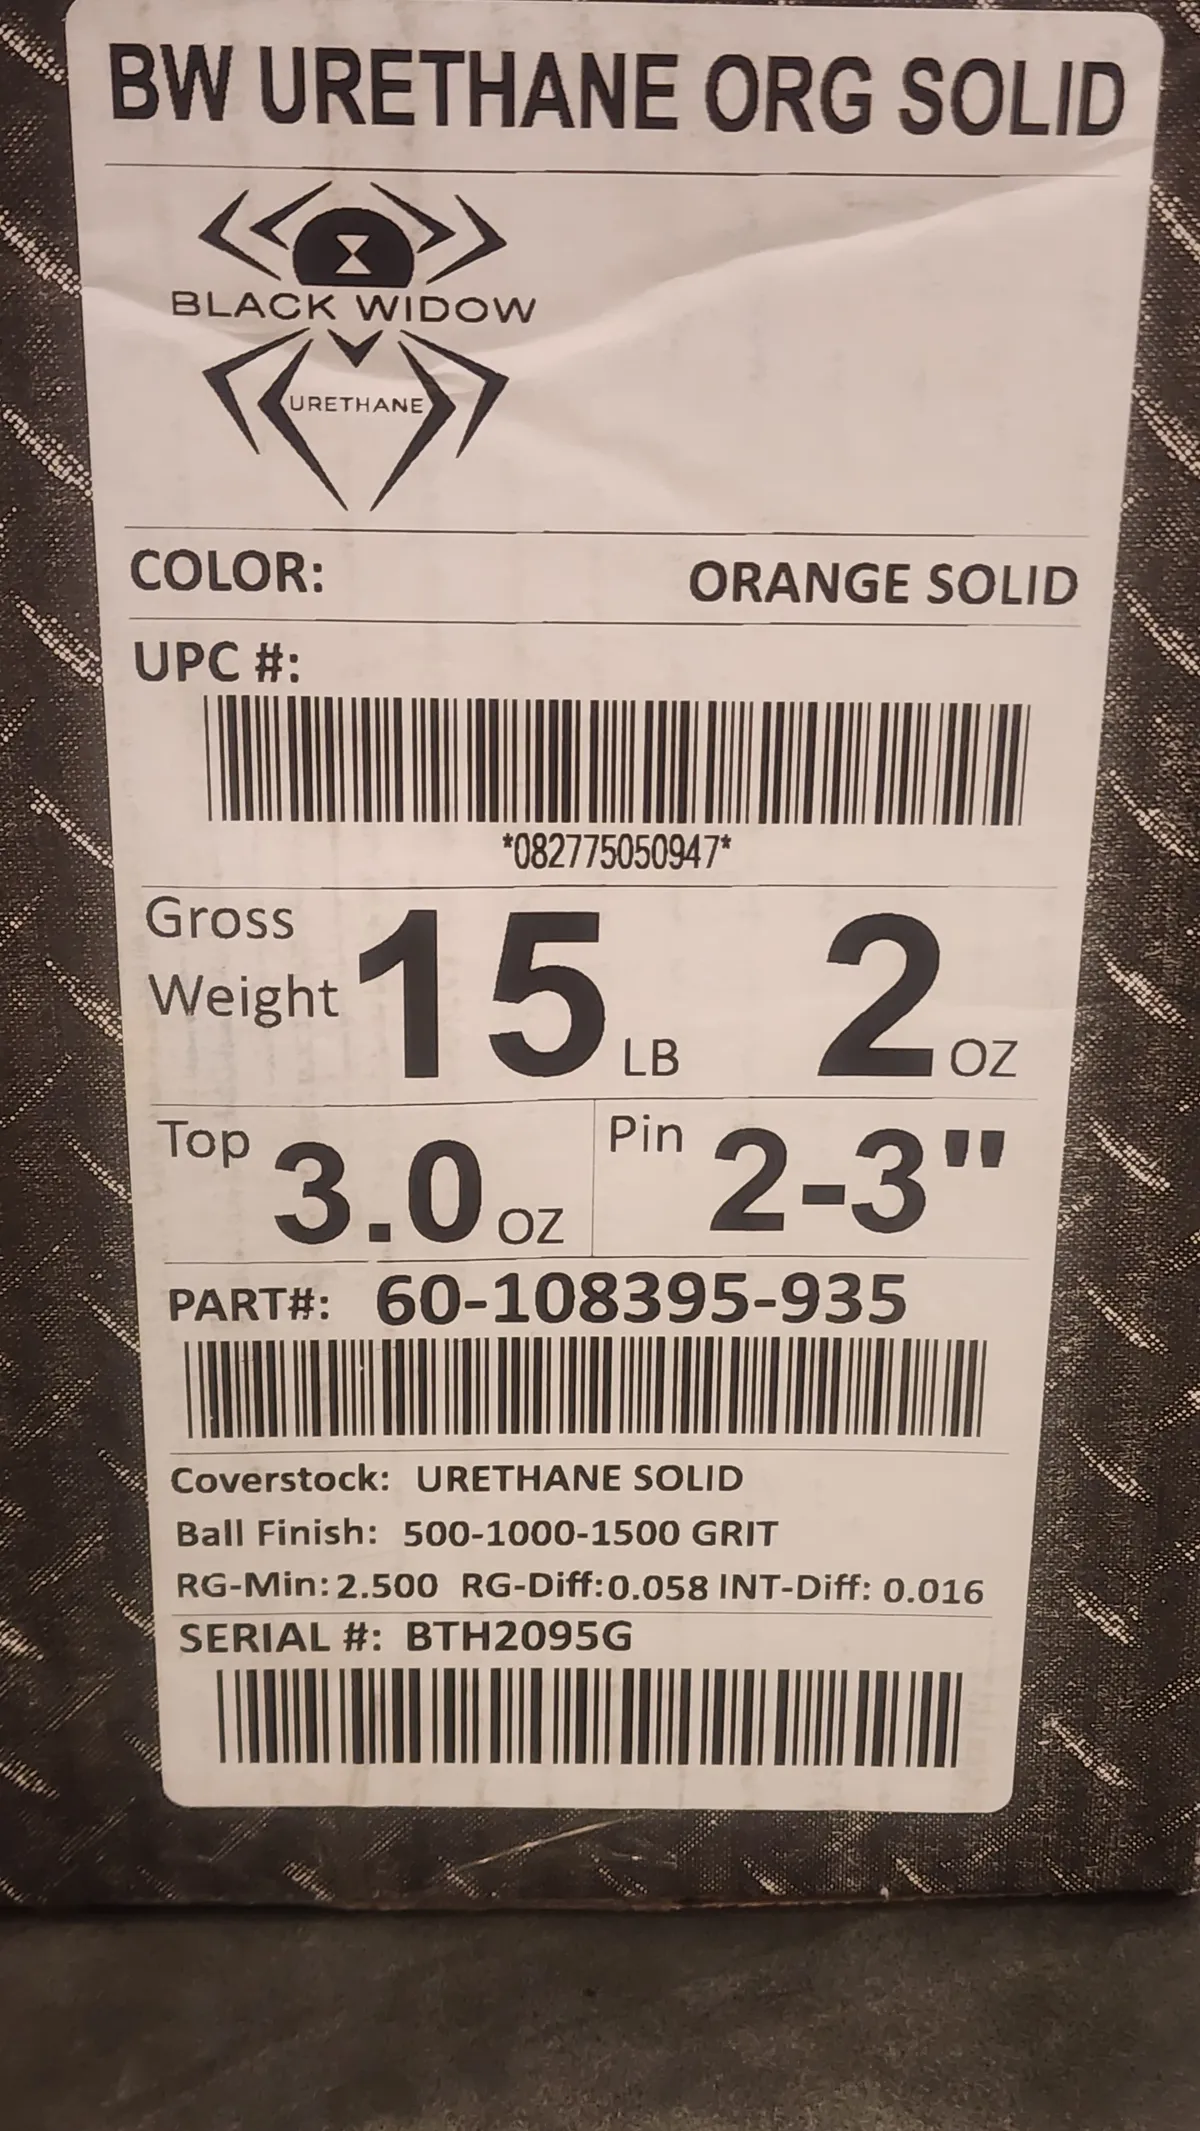 BW URETHANE ORG SOLID
BLACK WIDOW
URETHANE
COLOR: ORANGE SOLID
UPC #:
*082775050947*
Gross Weight 15 LB 2 OZ
Top 3.0 OZ Pin 2-3"
PART#: 60-108395-935
Coverstock: URETHANE SOLID
Ball Finish: 500-1000-1500 GRIT
RG-Min: 2.500 RG-Diff: 0.058 INT-Diff: 0.016
SERIAL #: BTH2095G